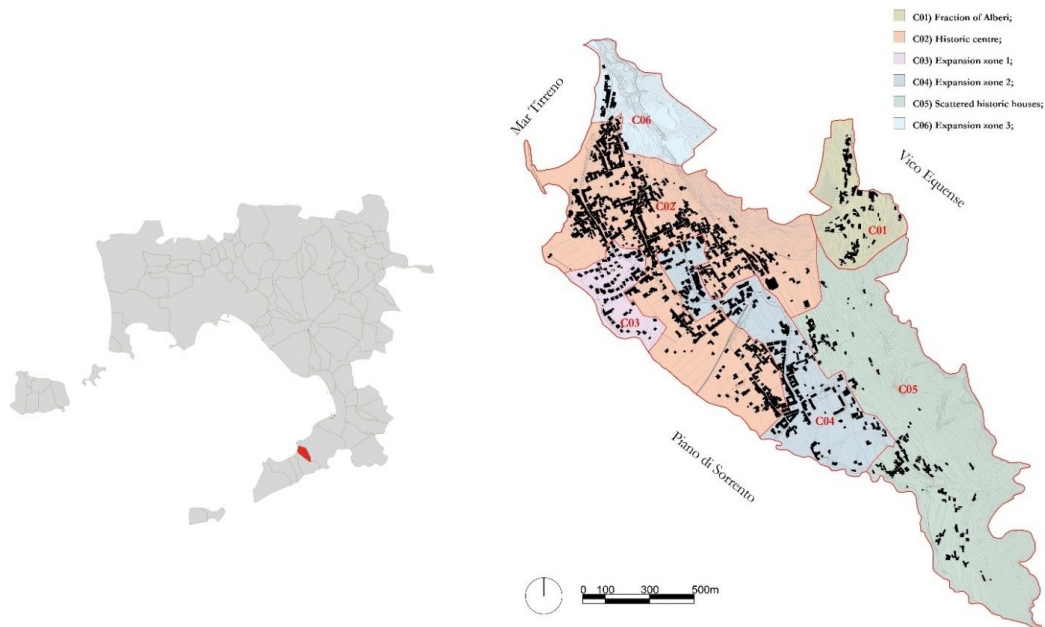 C01) Fraction of Alberi;
C02) Historic centre;
C03) Expansion zone 1;
C04) Expansion zone 2;
C05) Scattered historic houses;
C06) Expansion zone 3;
Mar Tirreno
C06
Vico Equense
C02
C01
C03
C05
C04
Piano di Sorrento
0 100 300 500m